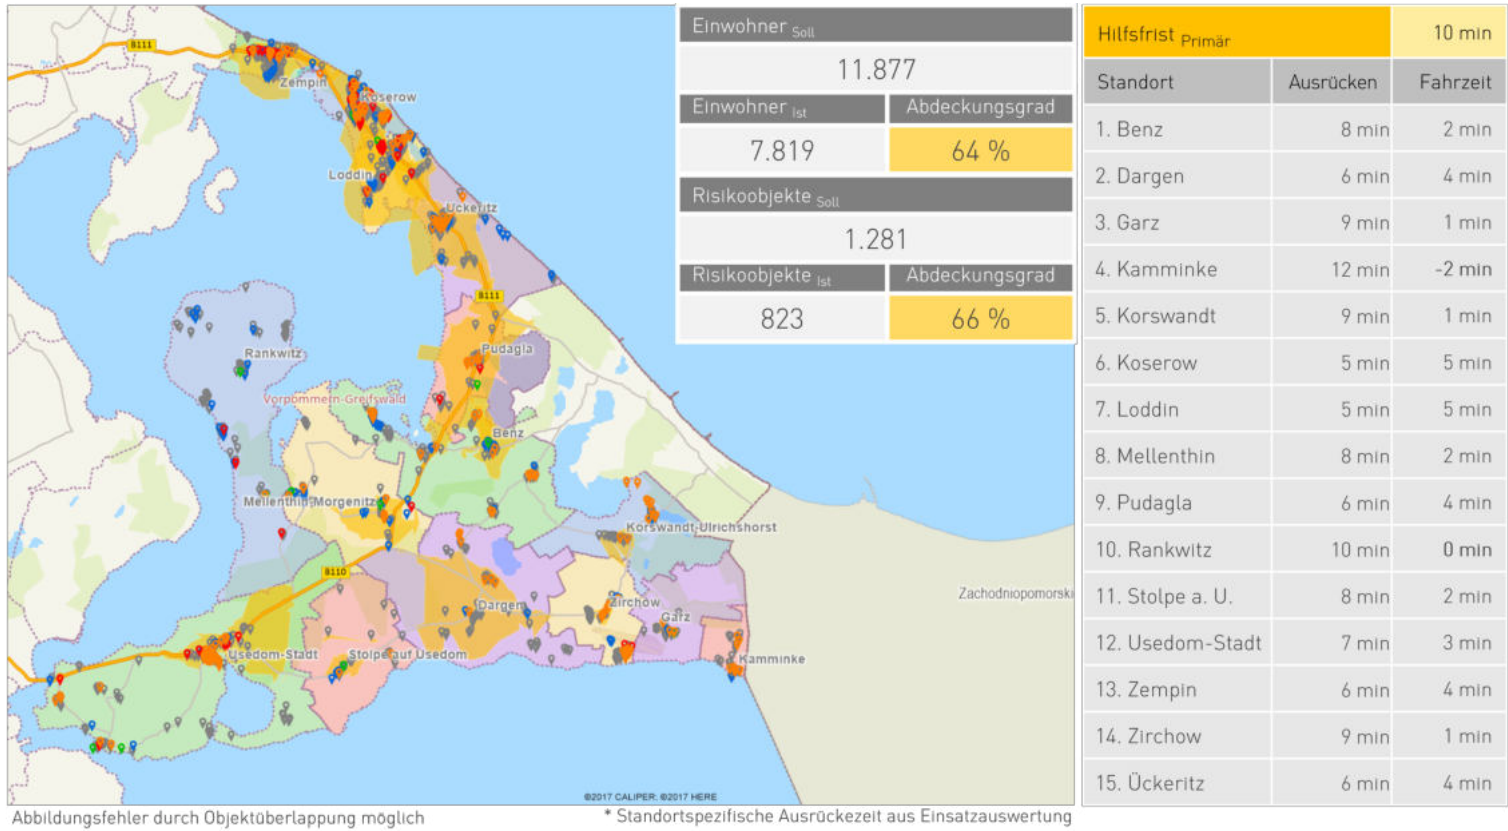 B111
Zempin
Koserow
Loddin
Ückeritz
B111
Pudagla
Rankwitz
Vorpommern-Greifswald
Benz
Mellenthin-Morgenitz
Korswandt-Ulrichshorst
B110
Dargen
Zirchow
Garz
Usedom-Stadt
Stolpe auf Usedom
Kamminke
Zachodniopomorski
©2017 CALIPER; ©2017 HERE
Einwohner Soll
11.877
Einwohner Ist Abdeckungsgrad
7.819 64 %
Risikoobjekte Soll
1.281
Risikoobjekte Ist Abdeckungsgrad
823 66 %
Hilfsfrist Primär 10 min
Standort Ausrücken Fahrzeit
1. Benz 8 min 2 min
2. Dargen 6 min 4 min
3. Garz 9 min 1 min
4. Kamminke 12 min -2 min
5. Korswandt 9 min 1 min
6. Koserow 5 min 5 min
7. Loddin 5 min 5 min
8. Mellenthin 8 min 2 min
9. Pudagla 6 min 4 min
10. Rankwitz 10 min 0 min
11. Stolpe a. U. 8 min 2 min
12. Usedom-Stadt 7 min 3 min
13. Zempin 6 min 4 min
14. Zirchow 9 min 1 min
15. Ückeritz 6 min 4 min
Abbildungsfehler durch Objektüberlappung möglich
* Standortspezifische Ausrückezeit aus Einsatzauswertung